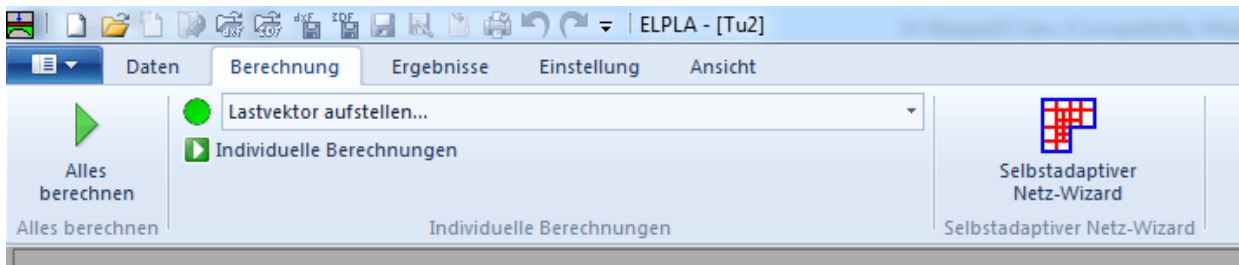 ELPLA - [Tu2]
Daten Berechnung Ergebnisse Einstellung Ansicht
Lastvektor aufstellen...
Individuelle Berechnungen
Alles
berechnen
Selbstadaptiver
Netz-Wizard
Alles berechnen Individuelle Berechnungen Selbstadaptiver Netz-Wizard